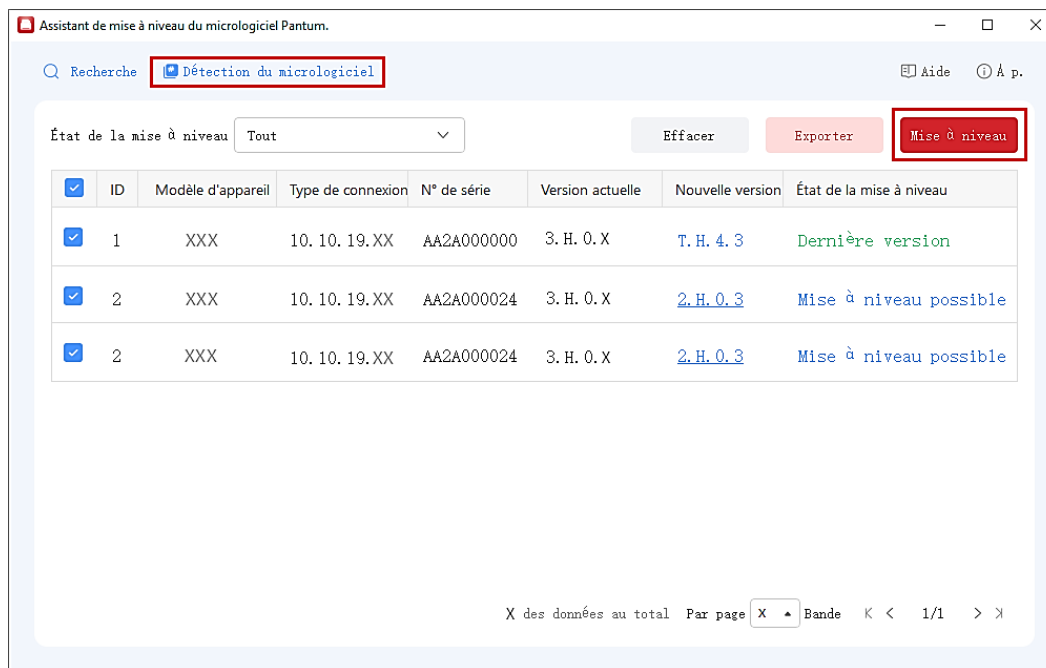 Assistant de mise à niveau du micrologiciel Pantum.
Recherche Détection du micrologiciel Aide Á p.
État de la mise à niveau Tout Effacer Exporter Mise à niveau
ID Modèle d'appareil Type de connexion N° de série Version actuelle Nouvelle version État de la mise à niveau
1 XXX 10.10.19.XX AA2A000000 3.H.0.X T.H.4.3 Dernière version
2 XXX 10.10.19.XX AA2A000024 3.H.0.X 2.H.0.3 Mise à niveau possible
2 XXX 10.10.19.XX AA2A000024 3.H.0.X 2.H.0.3 Mise à niveau possible
X des données au total Par page X Bande 1/1